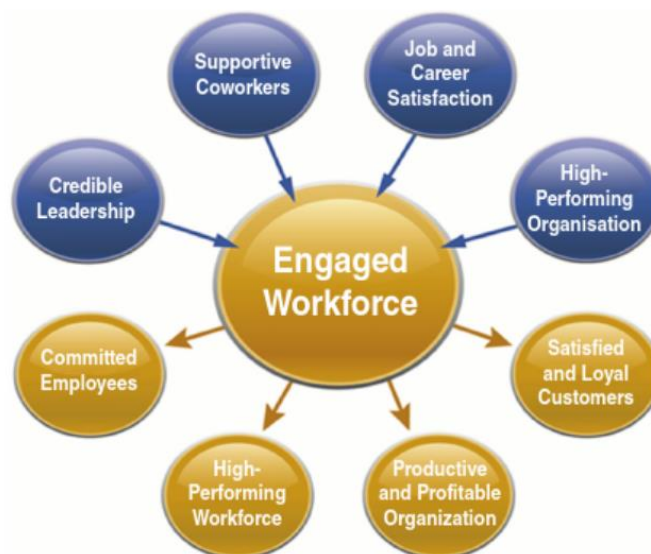 Supportive
Coworkers
Job and
Career
Satisfaction
Credible
Leadership
High-
Performing
Organisation
Engaged
Workforce
Committed
Employees
Satisfied
and Loyal
Customers
High-
Performing
Workforce
Productive
and Profitable
Organization